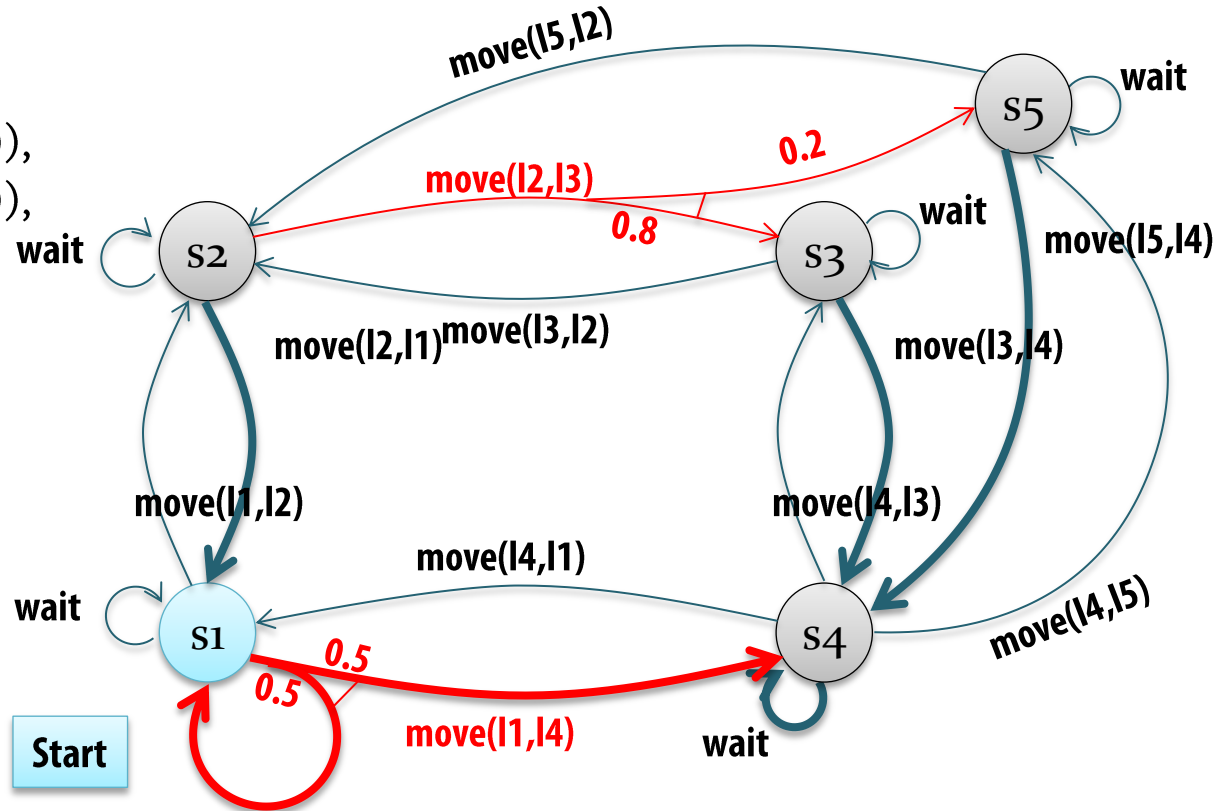 move(l5,l2)
wait
s5
)),
0.2
move(l2,l3)
)),
wait
0.8
wait
s2
s3
move(l5,l4)
move(l2,l1)
move(l3,l2)
move(l3,l4)
move(l1,l2)
move(l4,l3)
move(l4,l1)
wait
move(l4,l5)
s1
s4
0.5
0.5
move(l1,l4)
wait
Start